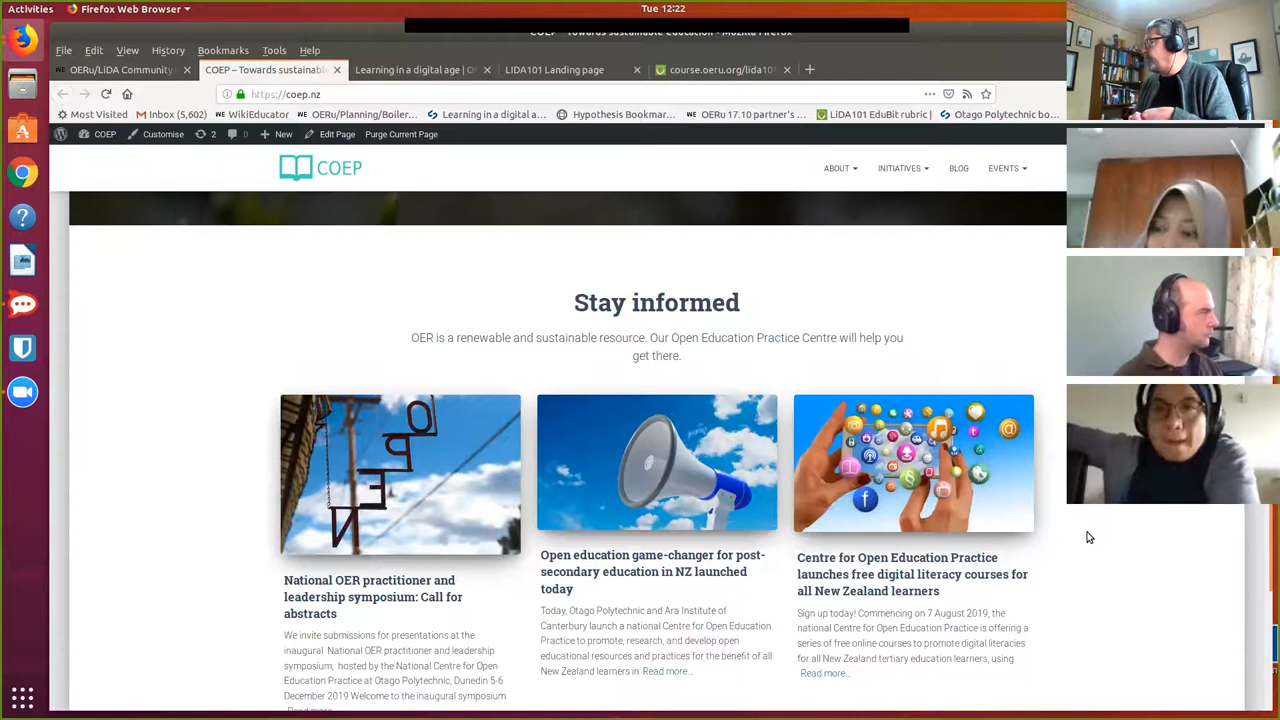 Activities
Firefox Web Browser
Tue 12:22
COEP – Towards sustainable education - Mozilla Firefox
File Edit View History Bookmarks Tools Help
OERu/LiDA Community
COEP – Towards sustainable
Learning in a digital age | O
LIDA101 Landing page
course.oeru.org/lida101
https://coep.nz
Most Visited
Inbox (5,602)
WikiEducator
OERu/Planning/Boiler...
Learning in a digital a...
Hypothesis Bookmar...
OERu 17.10 partner's ...
LiDA101 EduBit rubric |
Otago Polytechnic bo...
COEP Customise 2 0 New Edit Page Purge Current Page
COEP
ABOUT INITIATIVES BLOG EVENTS
Stay informed
OER is a renewable and sustainable resource. Our Open Education Practice Centre will help you
get there.
OPEN
National OER practitioner and
leadership symposium: Call for
abstracts
We invite submissions for presentations at the
inaugural National OER practitioner and leadership
symposium, hosted by the National Centre for Open
Education Practice at Otago Polytechnic, Dunedin 5-6
December 2019 Welcome to the inaugural symposium
Read more...
Open education game-changer for post-
secondary education in NZ launched
today
Today, Otago Polytechnic and Ara Institute of
Canterbury launch a national Centre for Open Education
Practice to promote, research, and develop open
educational resources and practices for the benefit of all
New Zealand learners in Read more...
Centre for Open Education Practice
launches free digital literacy courses for
all New Zealand learners
Sign up today! Commencing on 7 August 2019, the
national Centre for Open Education Practice is offering a
series of free online courses to promote digital literacies
for all New Zealand tertiary education learners, using
Read more...